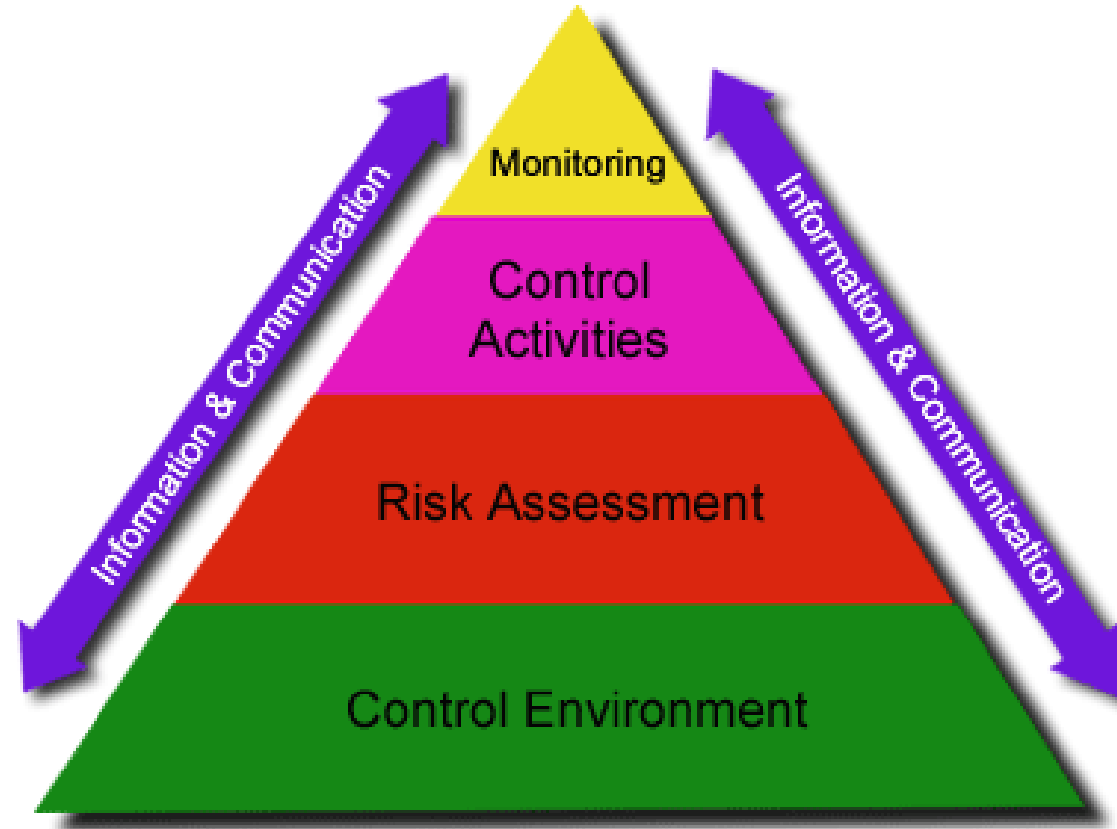 Monitoring
Control
Activities
Risk Assessment
Control Environment
Information & Communication
Information & Communication